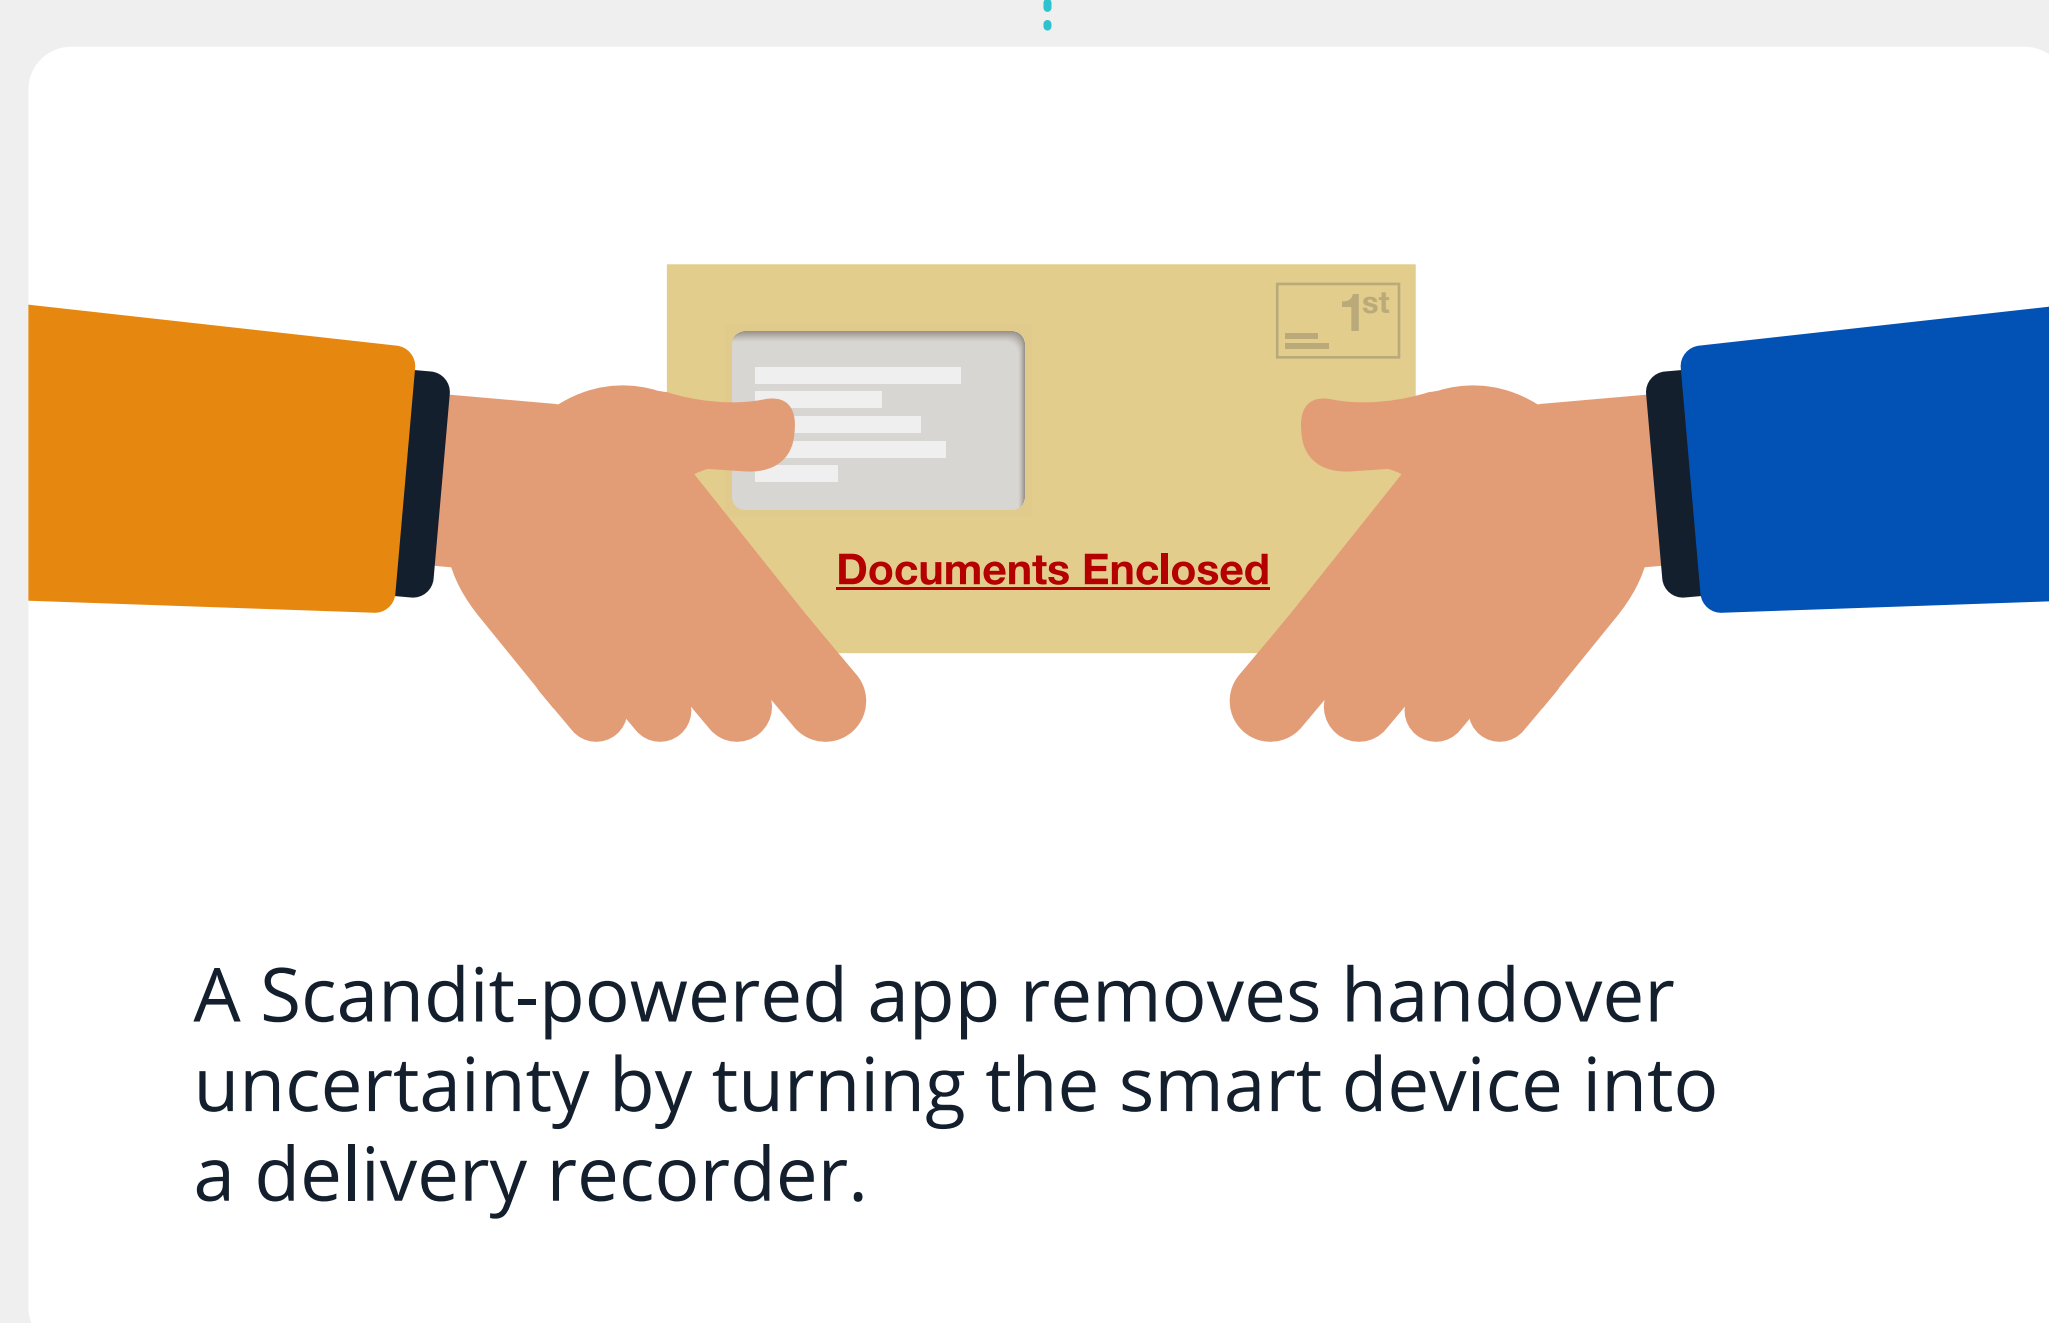 1st
Documents Enclosed
A Scandit-powered app removes handover
uncertainty by turning the smart device into
a delivery recorder.